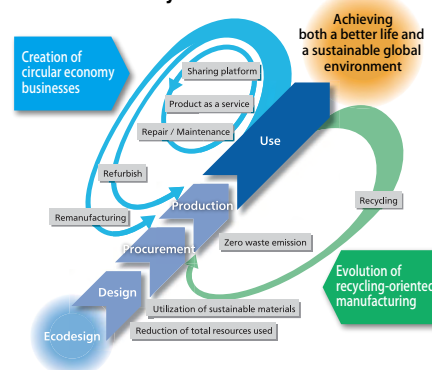 Achieving
both a better life and
a sustainable global
environment
Creation of
circular economy
businesses
Sharing platform
Product as a service
Repair / Maintenance
Use
Refurbish
Recycling
Remanufacturing
Production
Zero waste emission
Procurement
Evolution of
recycling-oriented
manufacturing
Design
Utilization of sustainable materials
Reduction of total resources used
Ecodesign